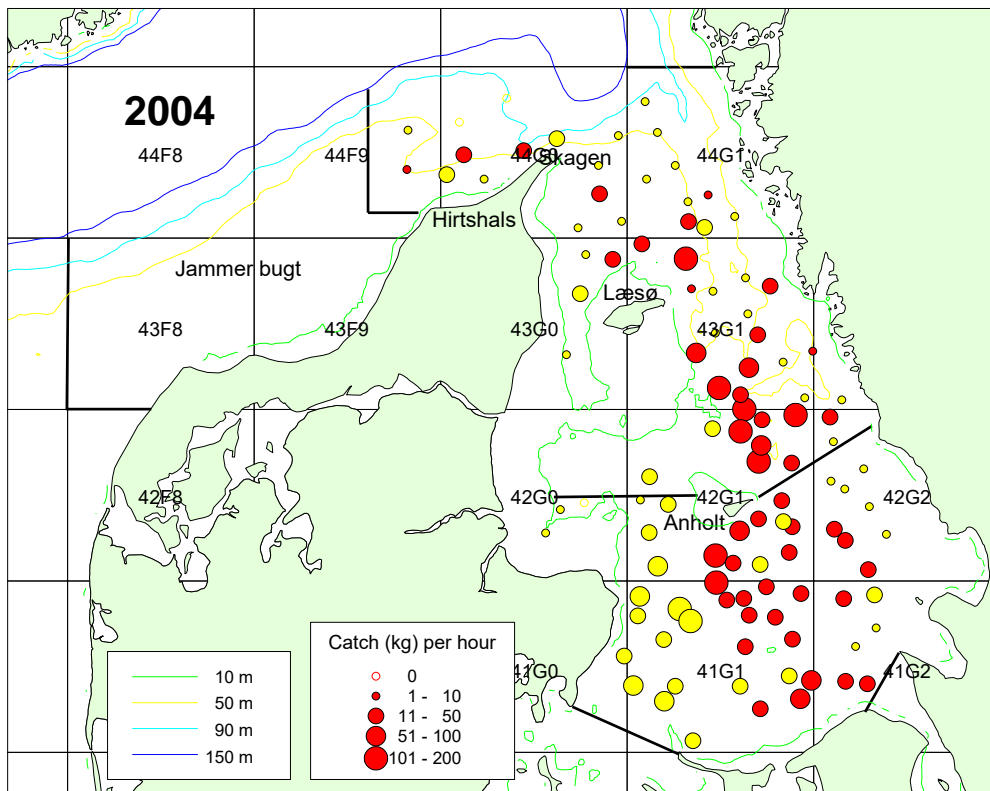 2004
44F8
44F9
44G0
44G1
Skagen
Hirtshals
Jammer bugt
Læsø
43F8
43F9
43G0
43G1
42F8
42G0
42G1
42G2
Anholt
41G0
41G1
41G2
10 m
50 m
90 m
150 m
Catch (kg) per hour
0
1 - 10
11 - 50
51 - 100
101 - 200